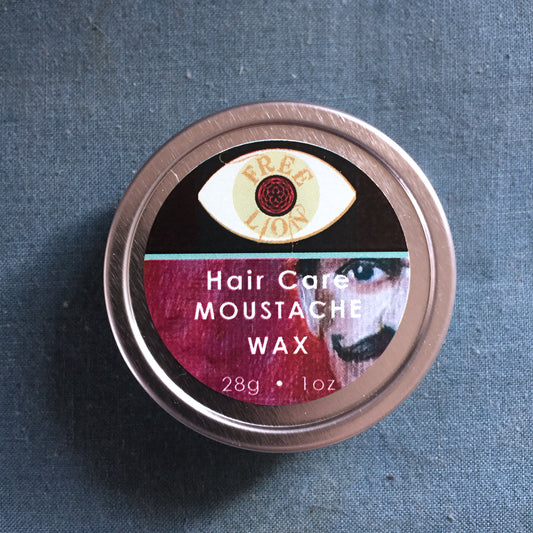 FREE
LION
Hair Care
MOUSTACHE
WAX
28g • 1oz